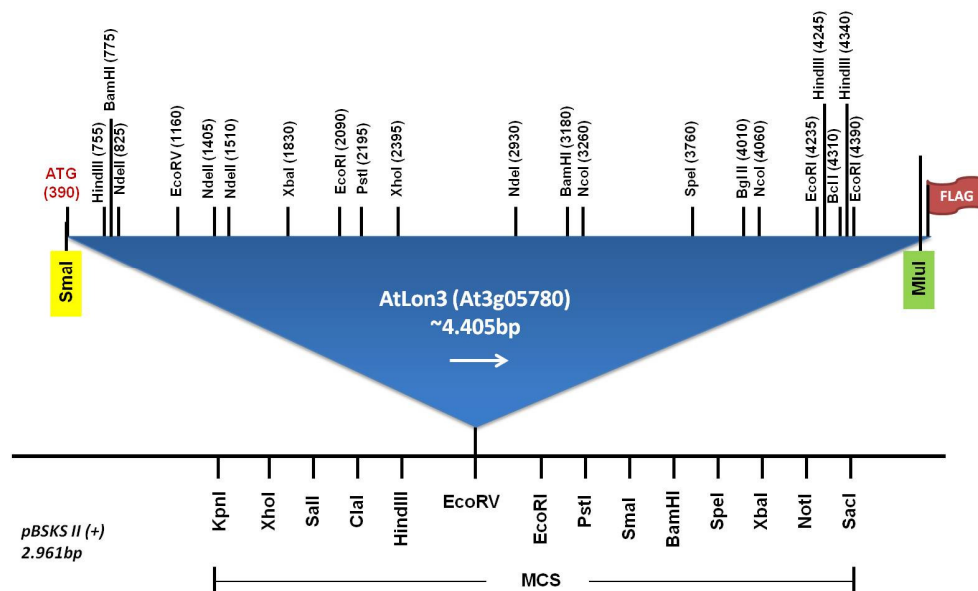 ATG
(390)
HindIII (755)
BamHI (775)
NdeII (825)
EcoRV (1160)
NdeII (1405)
NdeII (1510)
XbaI (1830)
EcoRI (2090)
PstI (2195)
XhoI (2395)
NdeI (2930)
BamHI (3180)
NcoI (3260)
SpeI (3760)
BgIII (4010)
NcoI (4060)
EcoRI (4235)
HindIII (4245)
BclI (4310)
HindIII (4340)
EcoRI (4390)
FLAG
SmaI
MluI
AtLon3 (At3g05780)
~4.405bp
KpnI
XhoI
SalI
ClaI
HindIII
EcoRV
EcoRI
PstI
SmaI
BamHI
SpeI
XbaI
NotI
SacI
pBSKS II (+)
2.961bp
MCS